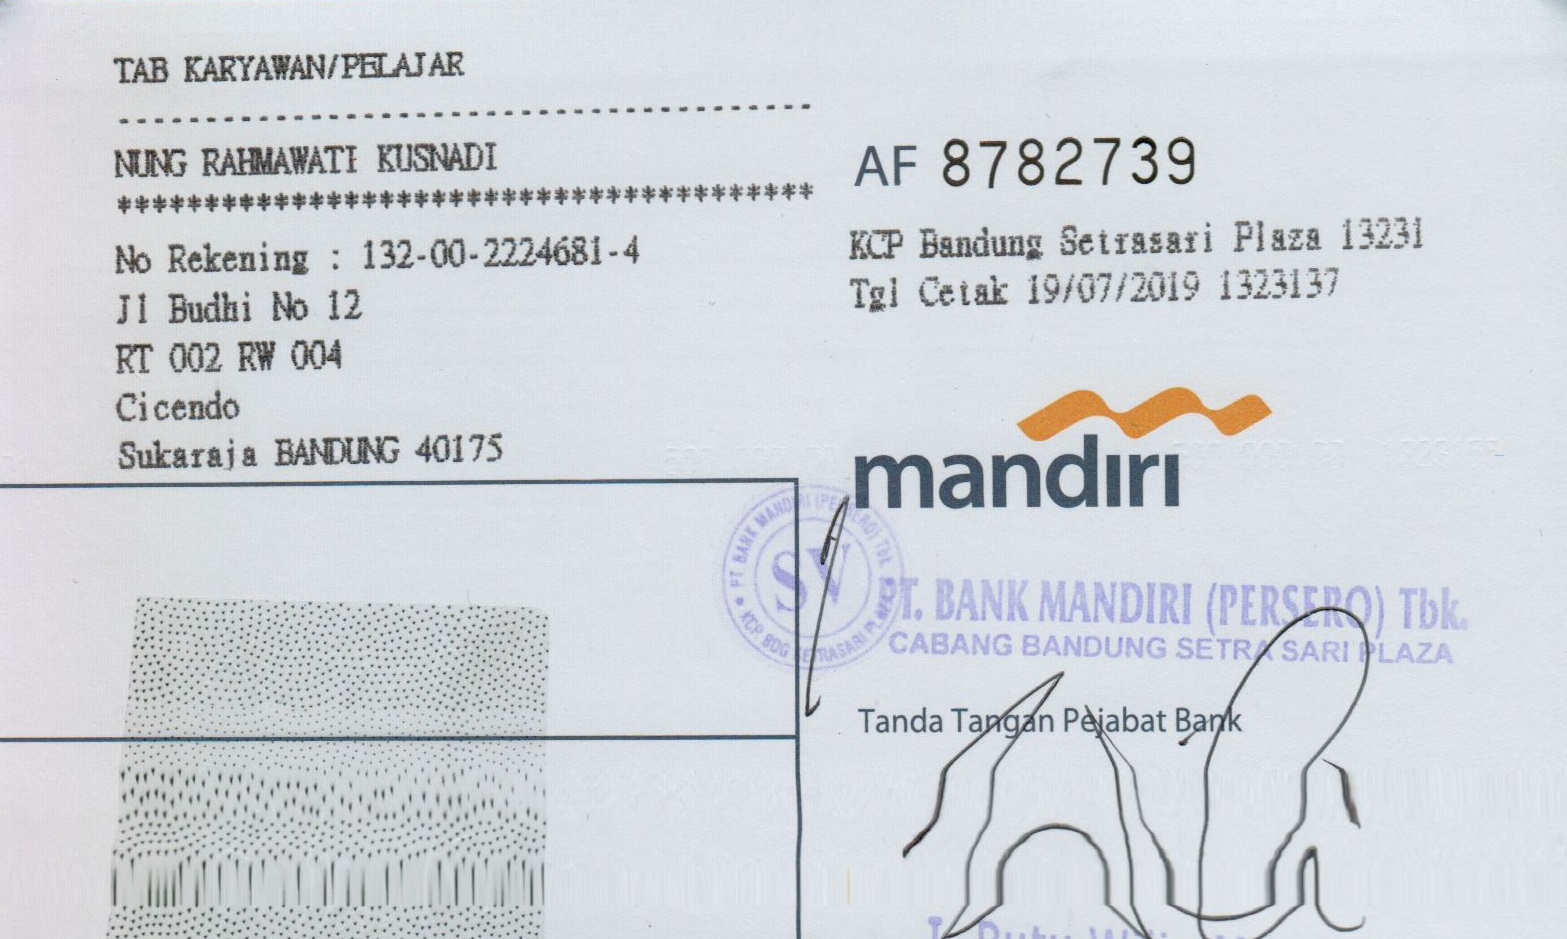 TAB KARYAWAN/PELAJAR
---------------------------------------
NUNG RAHMAWATI KUSNADI
****************************************
No Rekening : 132-00-2224681-4
Jl Budhi No 12
RT 002 RW 004
Cicendo
Sukaraja BANDUNG 40175
AF 8782739
KCP Bandung Setrasari Plaza 13231
Tgl Cetak 19/07/2019 1323137
mandiri
PT BANK MANDIRI (PERSERO) Tbk
SV
KCP BDG SETRASARI PLAZA
PT. BANK MANDIRI (PERSERO) Tbk.
CABANG BANDUNG SETRA SARI PLAZA
Tanda Tangan Pejabat Bank